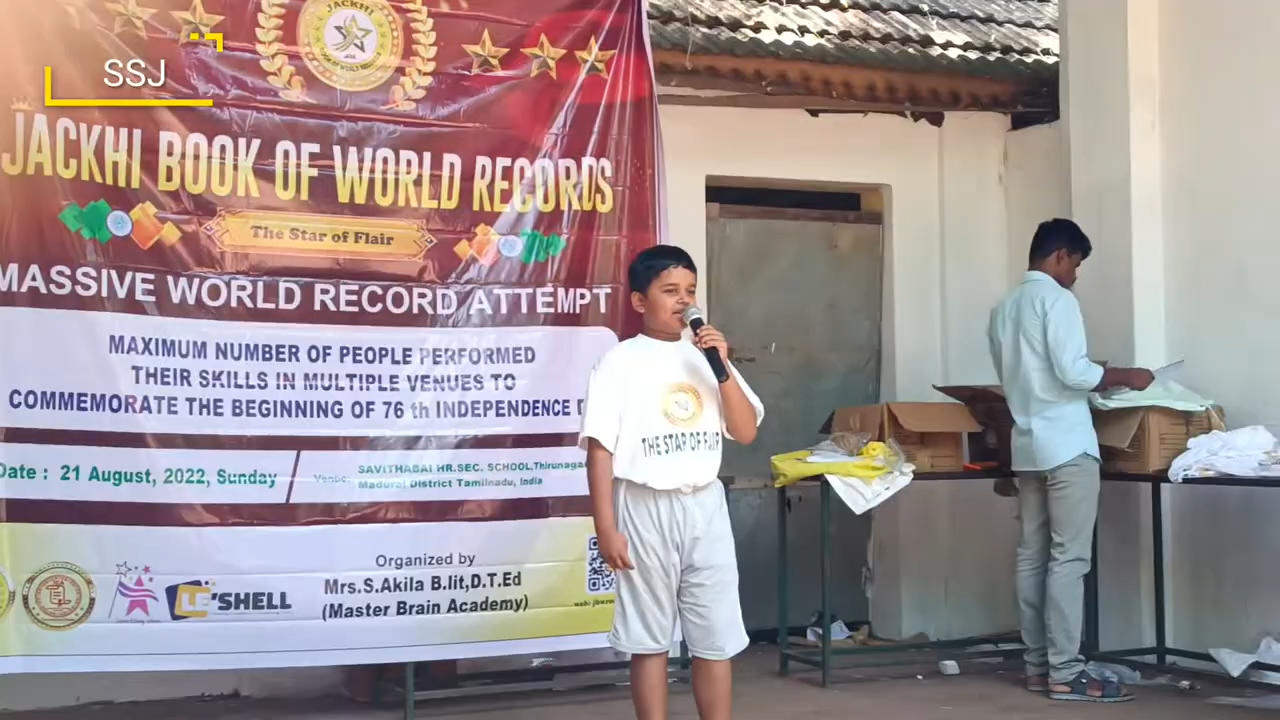 SSJ
JACKHI
JACKHI BOOK OF WORLD RECORDS
The Star of Flair
MASSIVE WORLD RECORD ATTEMPT
MAXIMUM NUMBER OF PEOPLE PERFORMED
THEIR SKILLS IN MULTIPLE VENUES TO
COMMEMORATE THE BEGINNING OF 76 th INDEPENDENCE
Date : 21 August, 2022, Sunday
Venue: SAVITHABAI HR.SEC. SCHOOL,Thirunagar
Madurai District Tamilnadu, India
Organized by
Mrs.S.Akila B.lit,D.T.Ed
(Master Brain Academy)
LE'SHELL
THE STAR OF FLAIR